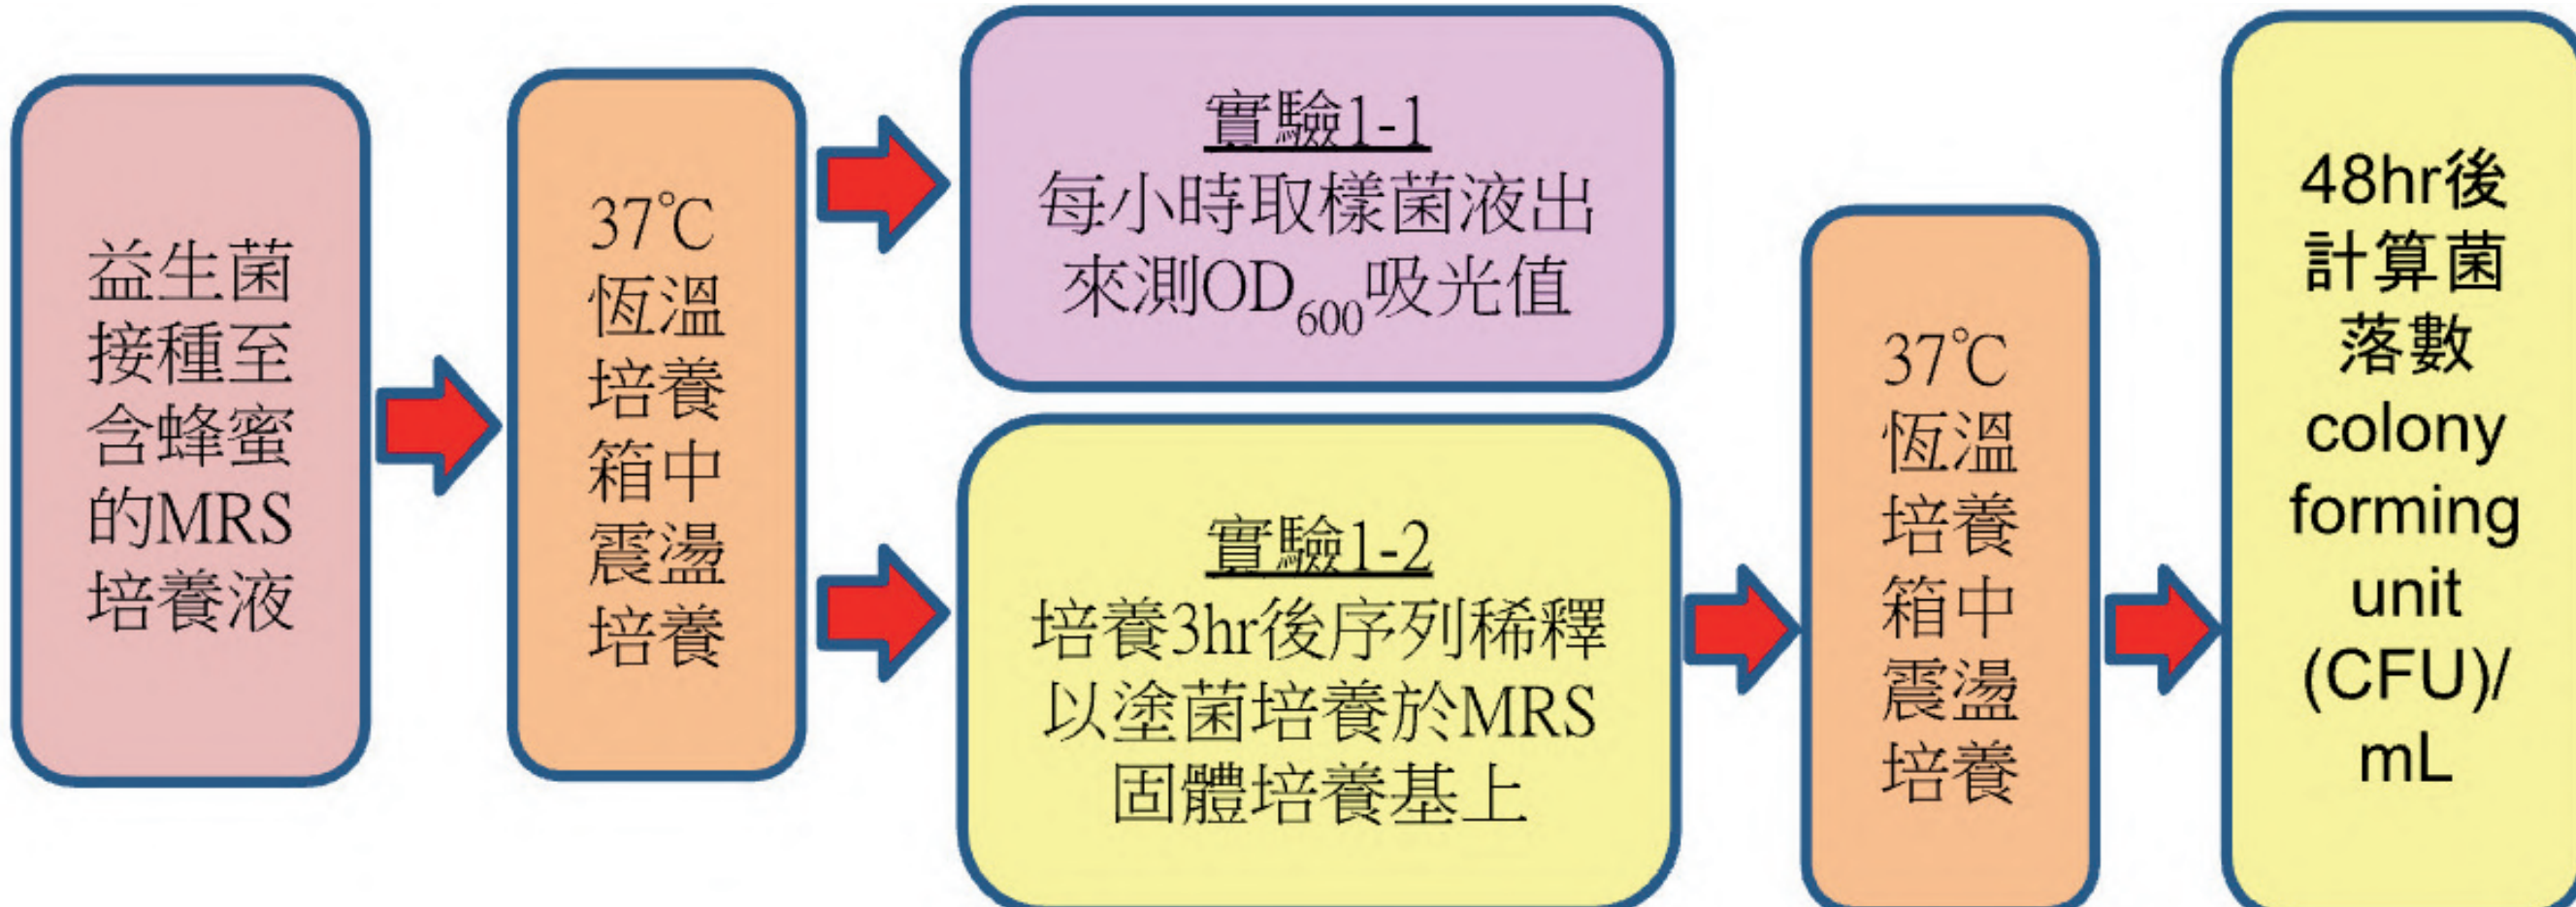 益生菌
接種至
含蜂蜜
的MRS
培養液
37℃
恆溫
培養
箱中
震盪
培養
實驗1-1
每小時取樣菌液出
來測OD₆₀₀吸光值
實驗1-2
培養3hr後序列稀釋
以塗菌培養於MRS
固體培養基上
37℃
恆溫
培養
箱中
震盪
培養
48hr後
計算菌
落數
colony
forming
unit
(CFU)/
mL